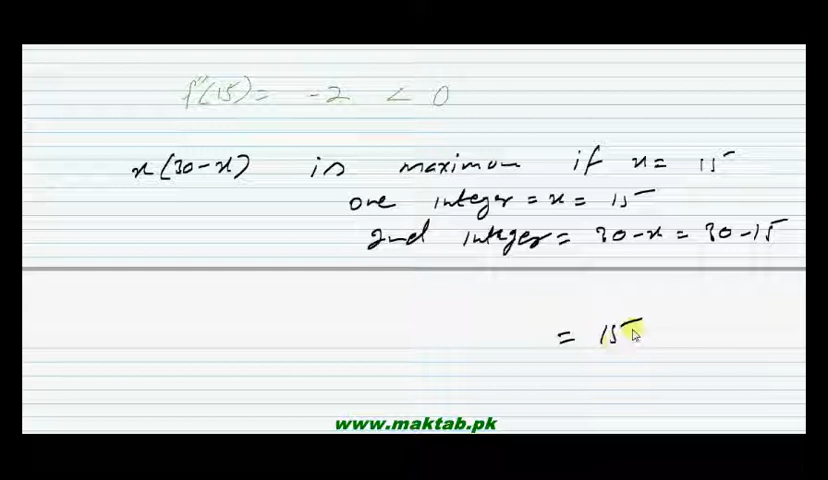 f''(15) = -2 < 0
x(30-x) is maximum if x = 15
one integer = x = 15
2nd integer = 30-x = 30-15
= 15
www.maktab.pk